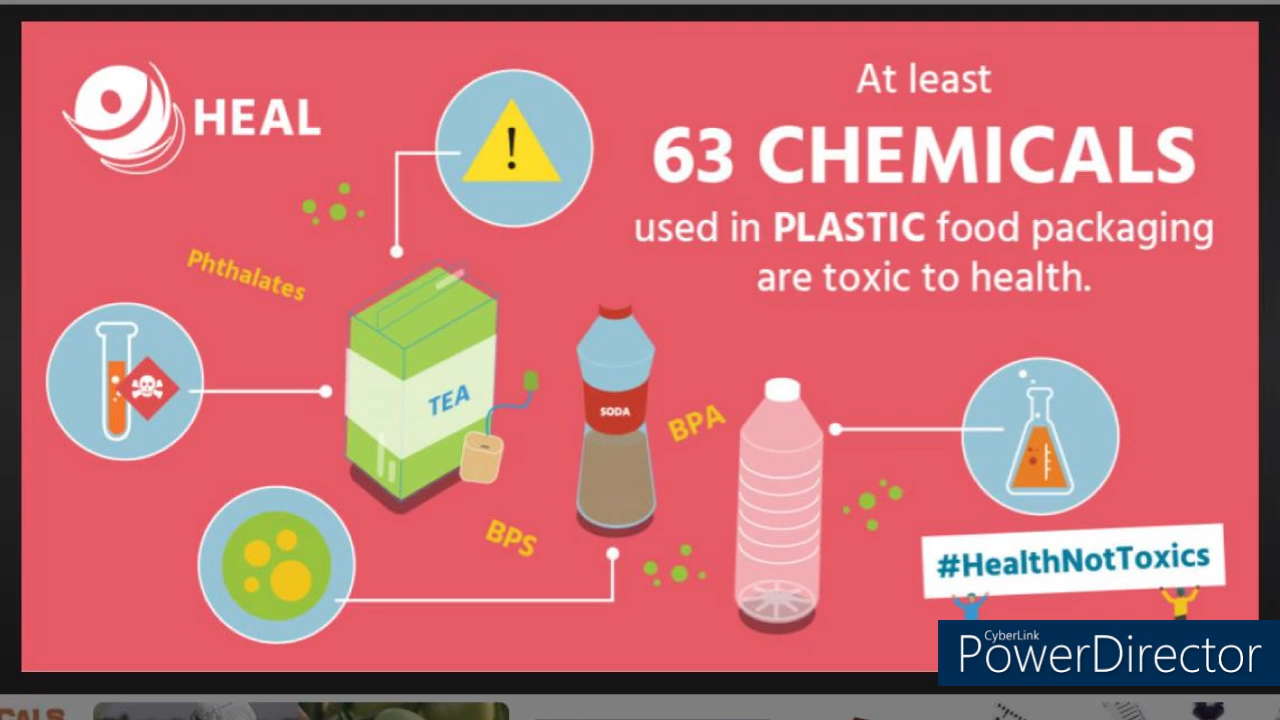 HEAL
At least
63 CHEMICALS
used in PLASTIC food packaging
are toxic to health.
!
Phthalates
TEA
SODA
BPA
BPS
#HealthNotToxics
CyberLink
PowerDirector
CALS